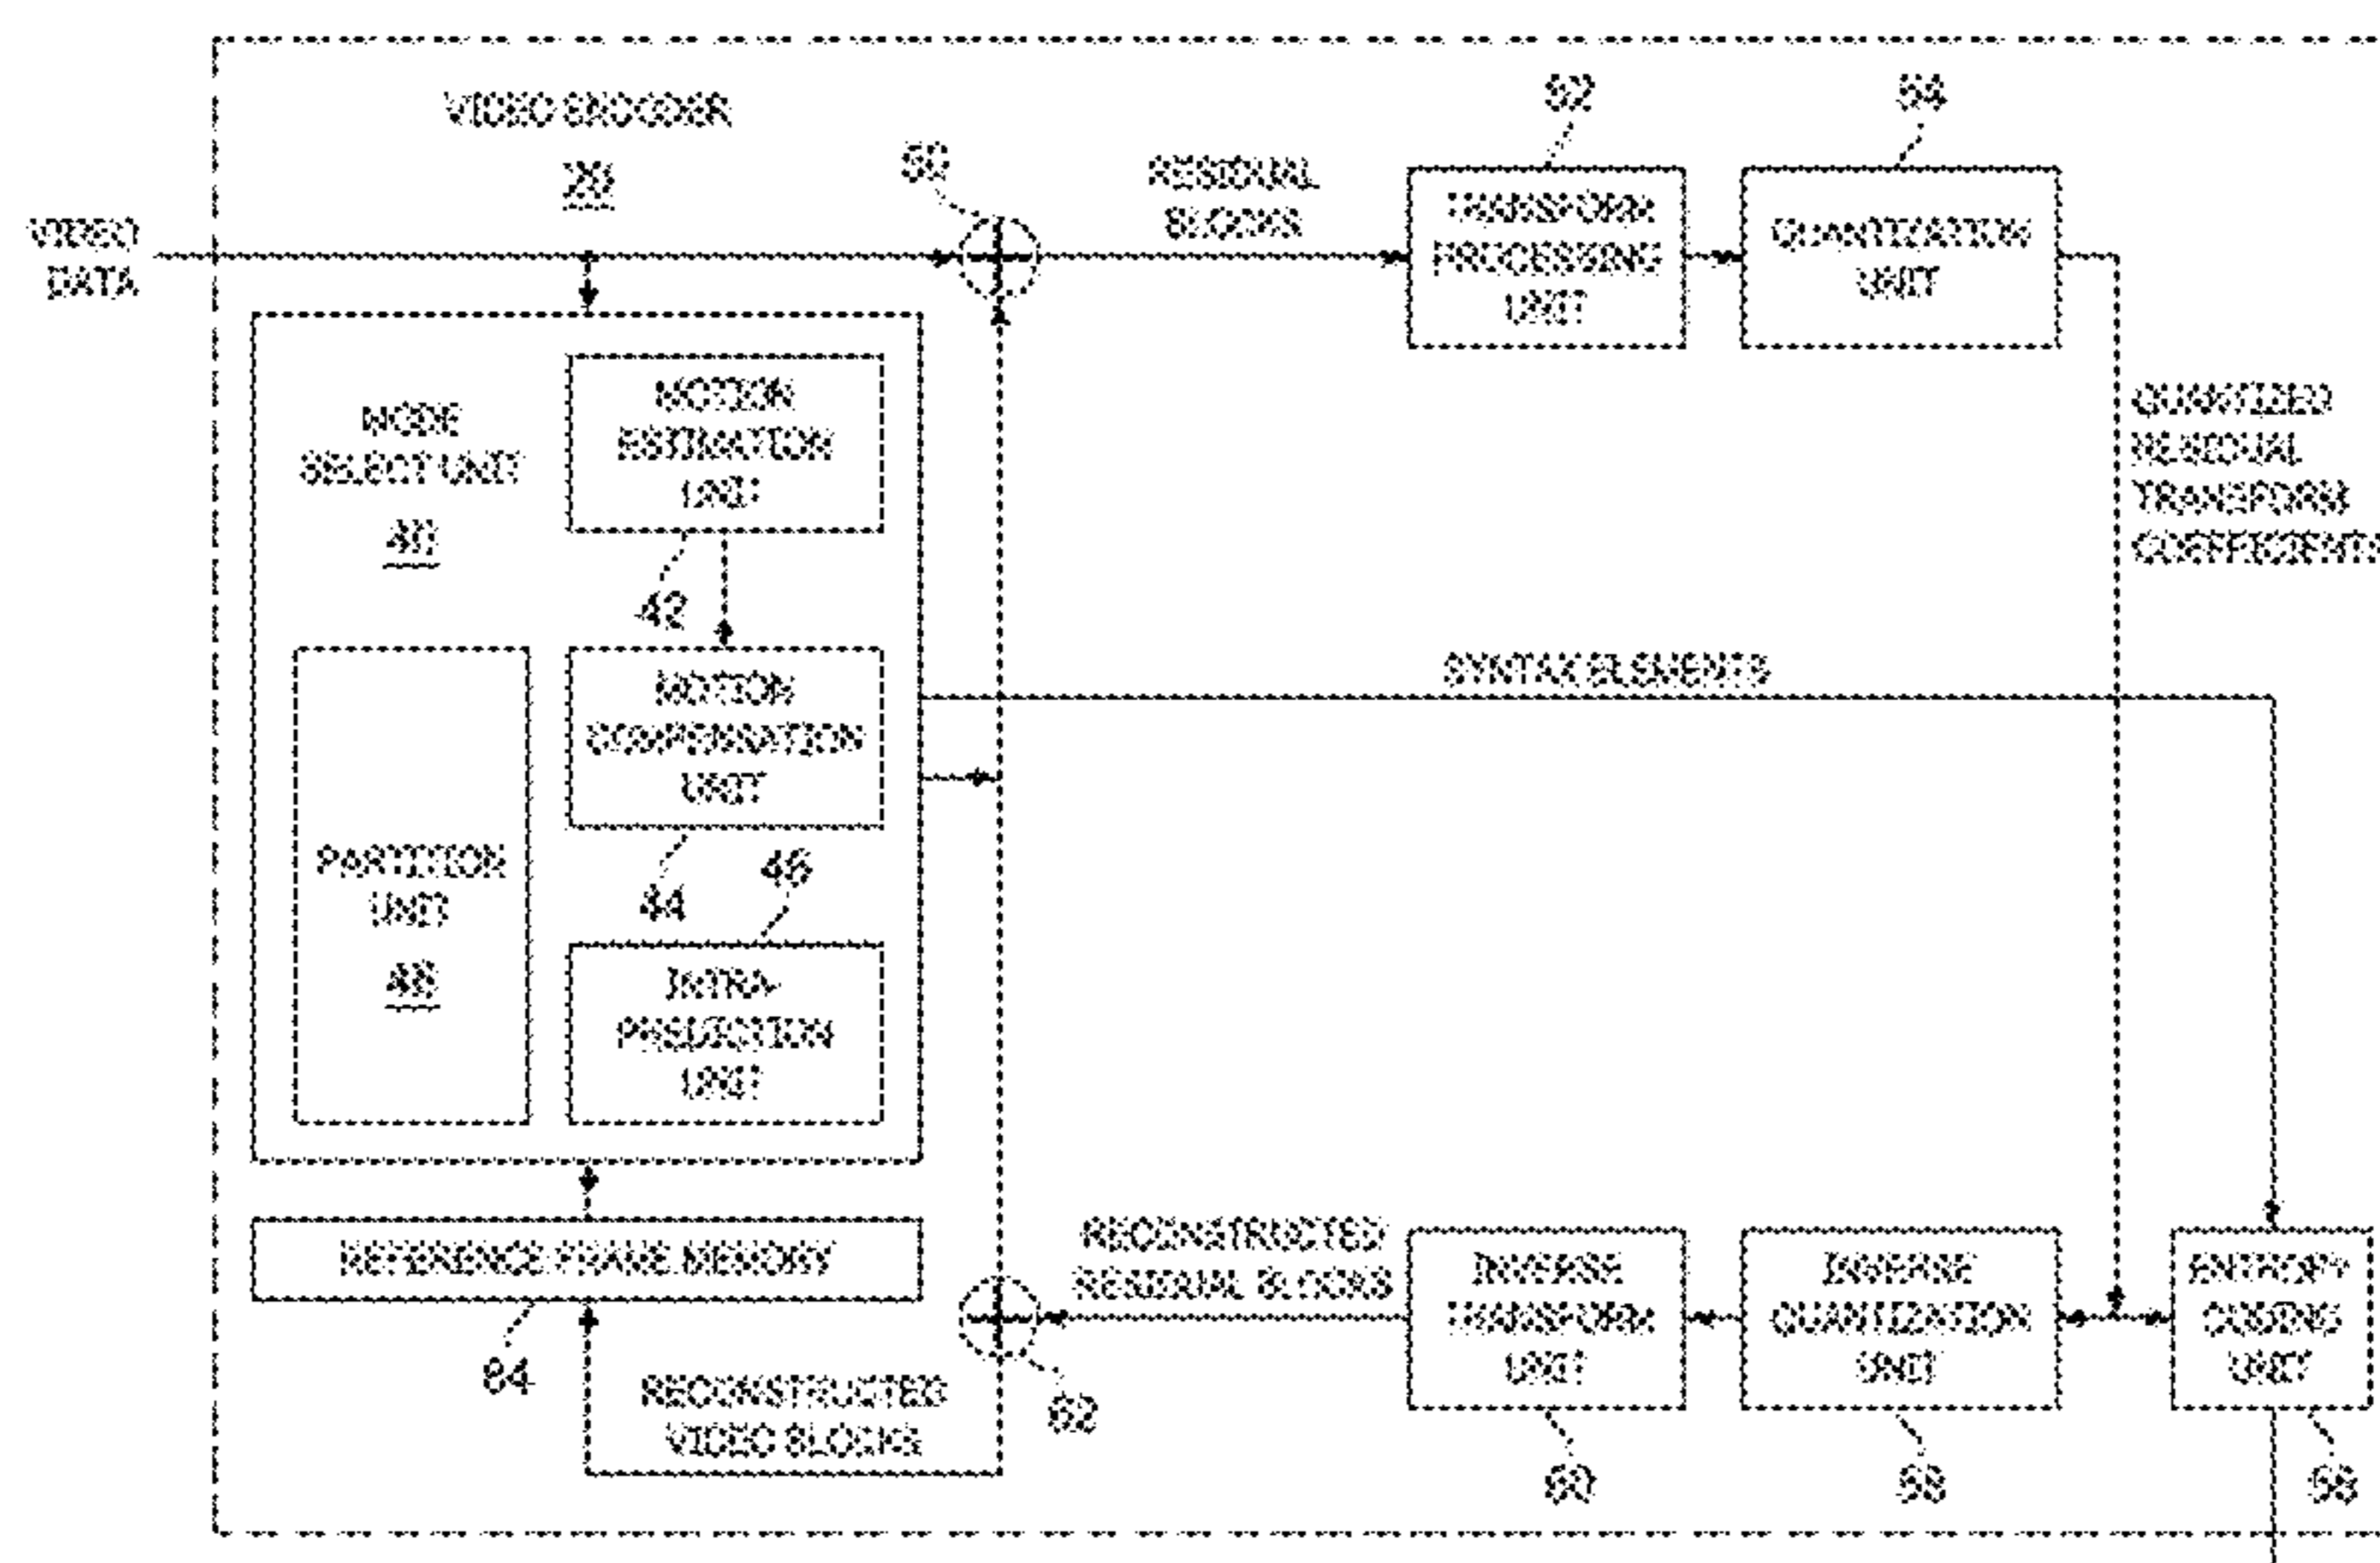 VIDEO ENCODER
20
VIDEO
DATA
50
RESIDUAL
BLOCKS
52
TRANSFORM
PROCESSING
UNIT
54
QUANTIZATION
UNIT
MODE
SELECT UNIT
40
MOTION
ESTIMATION
UNIT
42
QUANTIZED
RESIDUAL
TRANSFORM
COEFFICIENTS
SYNTAX ELEMENTS
MOTION
COMPENSATION
UNIT
44
46
PARTITION
UNIT
48
INTRA-
PREDICTION
UNIT
REFERENCE FRAME MEMORY
64
RECONSTRUCTED
VIDEO BLOCKS
62
RECONSTRUCTED
RESIDUAL BLOCKS
INVERSE
TRANSFORM
UNIT
60
INVERSE
QUANTIZATION
UNIT
58
ENTROPY
CODING
UNIT
56